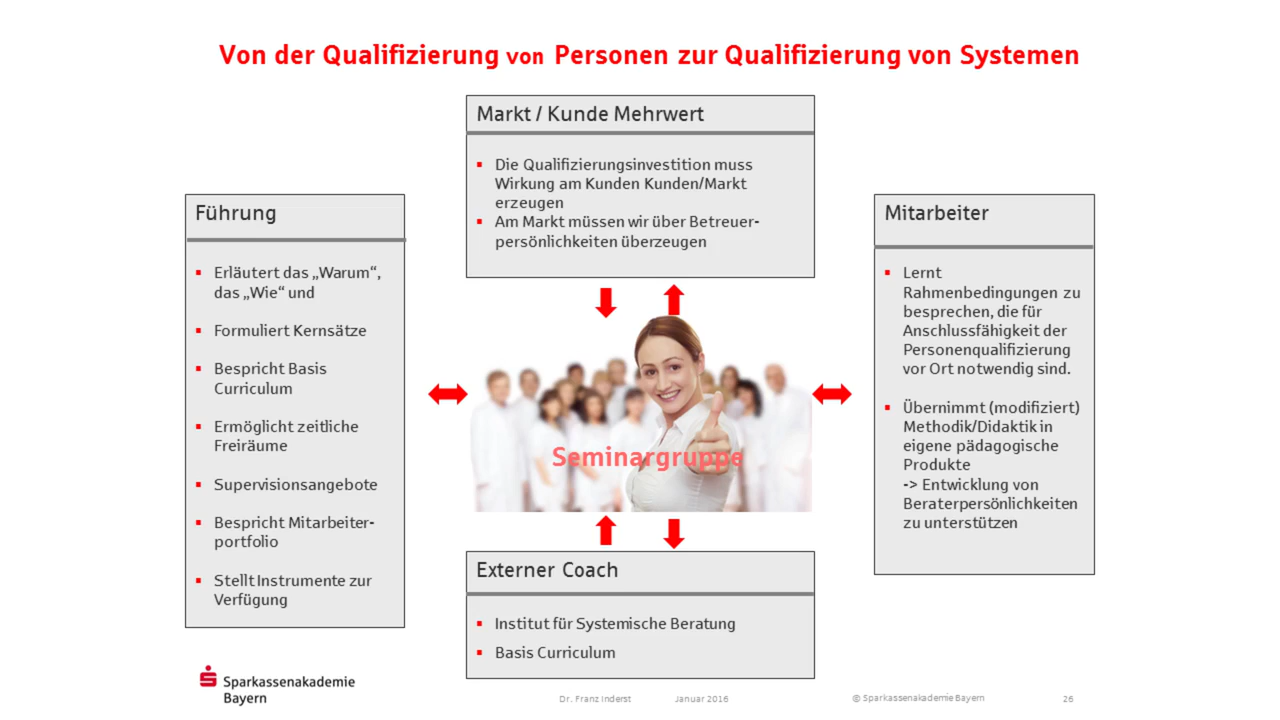 Von der Qualifizierung von Personen zur Qualifizierung von Systemen
Markt / Kunde Mehrwert
▪ Die Qualifizierungsinvestition muss
Wirkung am Kunden Kunden/Markt
erzeugen
▪ Am Markt müssen wir über Betreuer-
persönlichkeiten überzeugen
Führung
▪ Erläutert das „Warum“,
das „Wie“ und
▪ Formuliert Kernsätze
▪ Bespricht Basis
Curriculum
▪ Ermöglicht zeitliche
Freiräume
▪ Supervisionsangebote
▪ Bespricht Mitarbeiter-
portfolio
▪ Stellt Instrumente zur
Verfügung
Seminargruppe
Mitarbeiter
▪ Lernt
Rahmenbedingungen zu
besprechen, die für
Anschlussfähigkeit der
Personenqualifizierung
vor Ort notwendig sind.
▪ Übernimmt (modifiziert)
Methodik/Didaktik in
eigene pädagogische
Produkte
-> Entwicklung von
Beraterpersönlichkeiten
zu unterstützen
Externer Coach
▪ Institut für Systemische Beratung
▪ Basis Curriculum
Sparkassenakademie
Bayern
Dr. Franz Inderst Januar 2016 © Sparkassenakademie Bayern 26